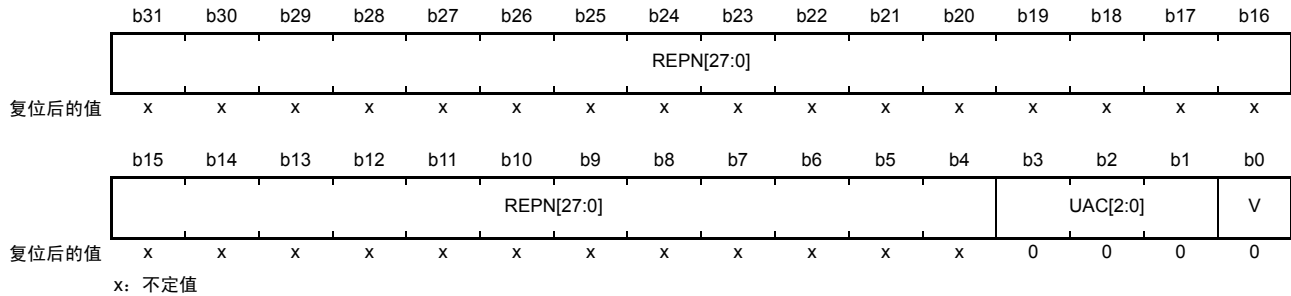 b31 b30 b29 b28 b27 b26 b25 b24 b23 b22 b21 b20 b19 b18 b17 b16
REPN[27:0]
复位后的值 x x x x x x x x x x x x x x x x
b15 b14 b13 b12 b11 b10 b9 b8 b7 b6 b5 b4 b3 b2 b1 b0
REPN[27:0] UAC[2:0] V
复位后的值 x x x x x x x x x x x x 0 0 0 0
x：不定值